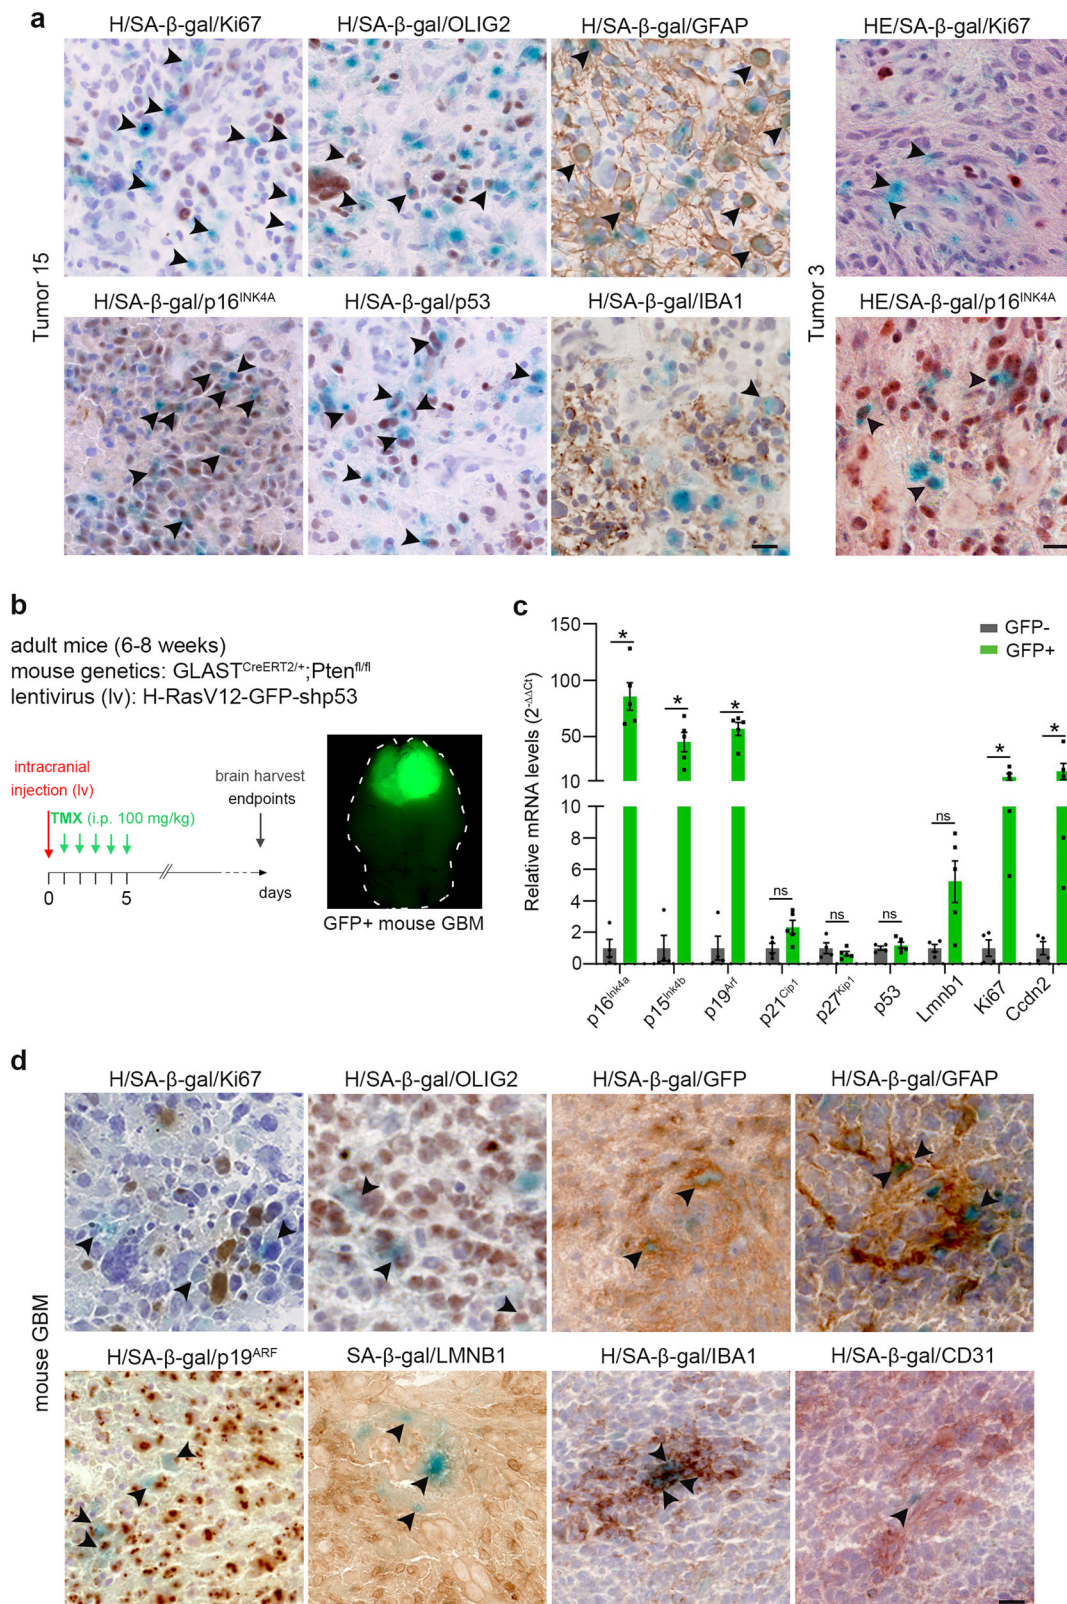 a
H/SA-β-gal/Ki67
H/SA-β-gal/OLIG2
H/SA-β-gal/GFAP
HE/SA-β-gal/Ki67
Tumor 15
H/SA-β-gal/p16INK4A
H/SA-β-gal/p53
H/SA-β-gal/IBA1
Tumor 3
HE/SA-β-gal/p16INK4A
b
adult mice (6-8 weeks)
mouse genetics: GLASTCreERT2/+;Ptenfl/fl
lentivirus (lv): H-RasV12-GFP-shp53
intracranial
injection (lv)
TMX (i.p. 100 mg/kg)
brain harvest
endpoints
0
5
days
GFP+ mouse GBM
c
Relative mRNA levels (2-ΔΔCt)
150
100
50
10
10
8
6
4
2
0
GFP-
GFP+
*
*
*
ns
ns
ns
ns
*
*
p16Ink4a
p15Ink4b
p19Arf
p21Cip1
p27Kip1
p53
Lmnb1
Ki67
Ccdn2
d
H/SA-β-gal/Ki67
H/SA-β-gal/OLIG2
H/SA-β-gal/GFP
H/SA-β-gal/GFAP
mouse GBM
H/SA-β-gal/p19ARF
SA-β-gal/LMNB1
H/SA-β-gal/IBA1
H/SA-β-gal/CD31